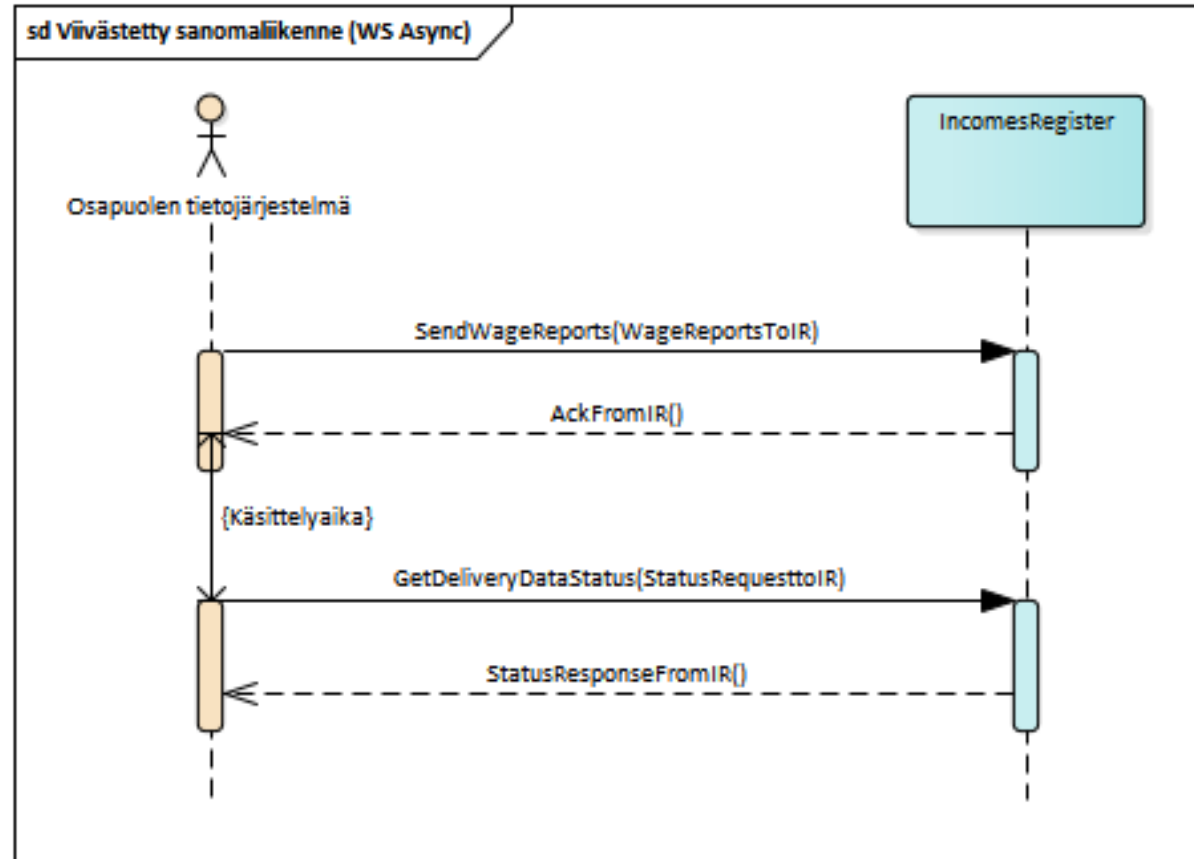 sd Viivästetty sanomaliikenne (WS Async)
IncomesRegister
Osapuolen tietojärjestelmä
SendWageReports(WageReportsToIR)
AckFromIR()
{Käsittelyaika}
GetDeliveryDataStatus(StatusRequesttoIR)
StatusResponseFromIR()